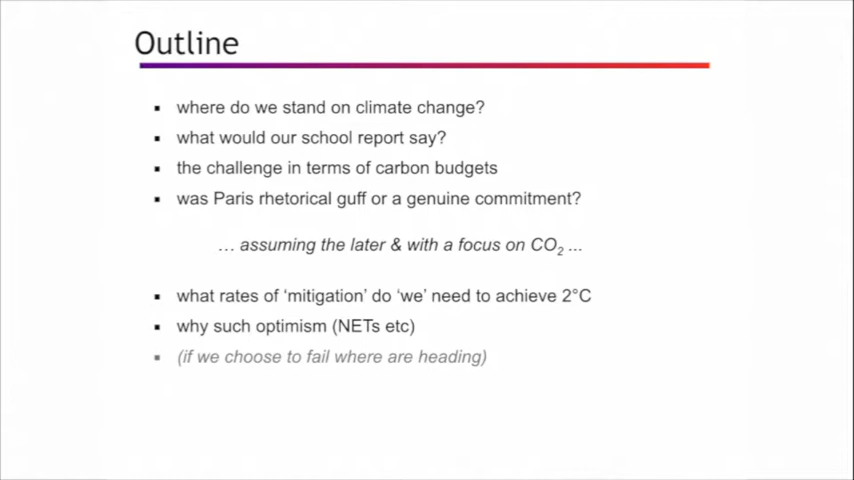 Outline
▪ where do we stand on climate change?
▪ what would our school report say?
▪ the challenge in terms of carbon budgets
▪ was Paris rhetorical guff or a genuine commitment?
… assuming the later & with a focus on CO₂ ...
▪ what rates of ‘mitigation’ do ‘we’ need to achieve 2°C
▪ why such optimism (NETs etc)
▪ (if we choose to fail where are heading)